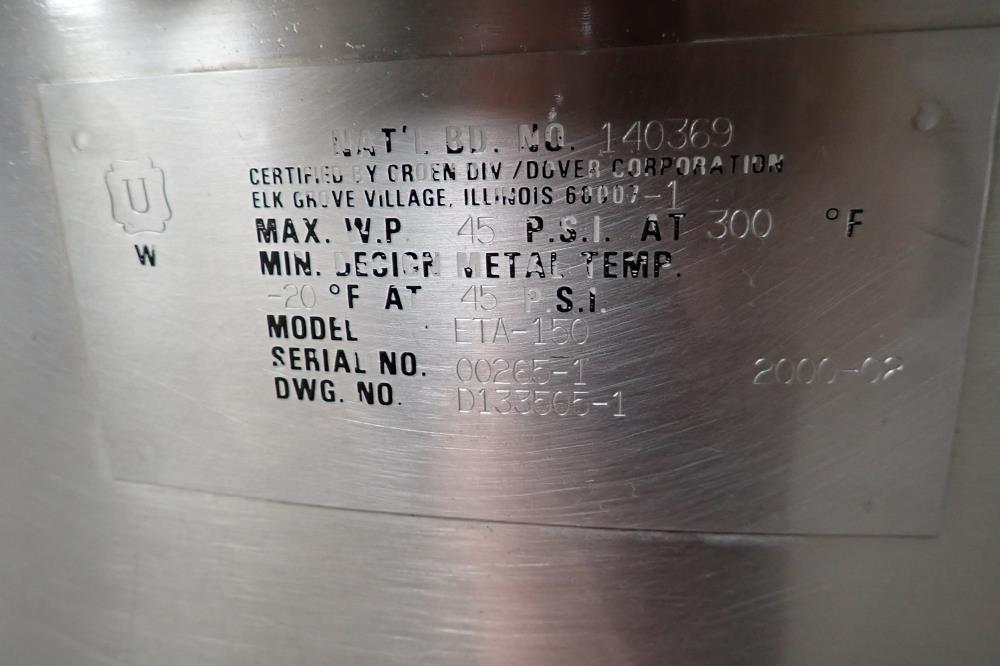 NAT'L BD. NO. 140369
CERTIFIED BY GROEN DIV/DOVER CORPORATION
ELK GROVE VILLAGE, ILLINOIS 60007-1
U
W
MAX. W.P. 45 P.S.I. AT 300 °F
MIN. DESIGN METAL TEMP.
-20 °F AT 45 P.S.I.
MODEL ETA-150
SERIAL NO. 00265-1 2000-02
DWG. NO. D133505-1